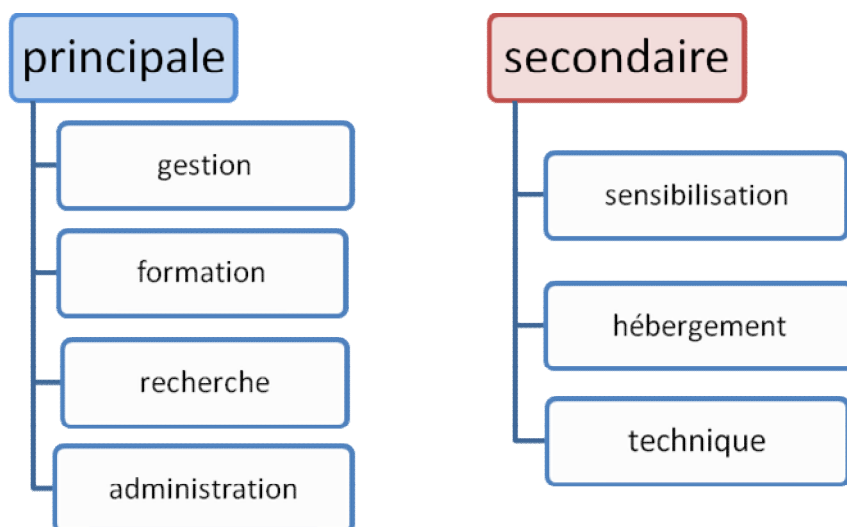 principale
gestion
formation
recherche
administration
secondaire
sensibilisation
hébergement
technique